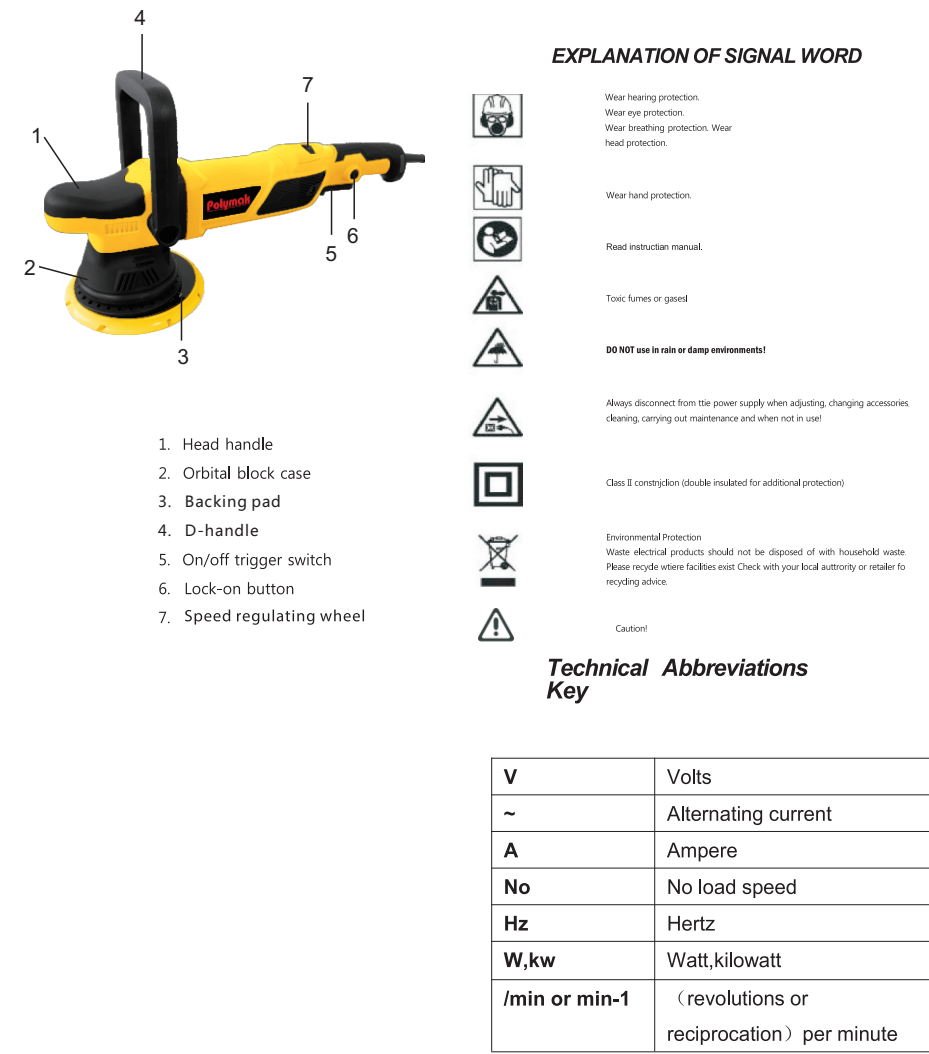 4
7
1
6
5
2
3
Polymak
1. Head handle
2. Orbital block case
3. Backing pad
4. D-handle
5. On/off trigger switch
6. Lock-on button
7. Speed regulating wheel
EXPLANATION OF SIGNAL WORD
Wear hearing protection.
Wear eye protection.
Wear breathing protection. Wear
head protection.
Wear hand protection.
Read instructian manual.
Toxic fumes or gasesl
DO NOT use in rain or damp environments!
Always disconnect from ttie power supply when adjusting, changing accessories
cleaning, carrying out maintenance and when not in use!
Class II constnjclion (double insulated for additional protection)
Environmental Protection
Waste electrical products should not be disposed of with household waste.
Please recyde wtiere facilities exist Check with your local auttrority or retailer fo
recyding advice.
Caution!
Technical Abbreviations
Key
V Volts
~ Alternating current
A Ampere
No No load speed
Hz Hertz
W,kw Watt,kilowatt
/min or min-1 （revolutions or
reciprocation）per minute